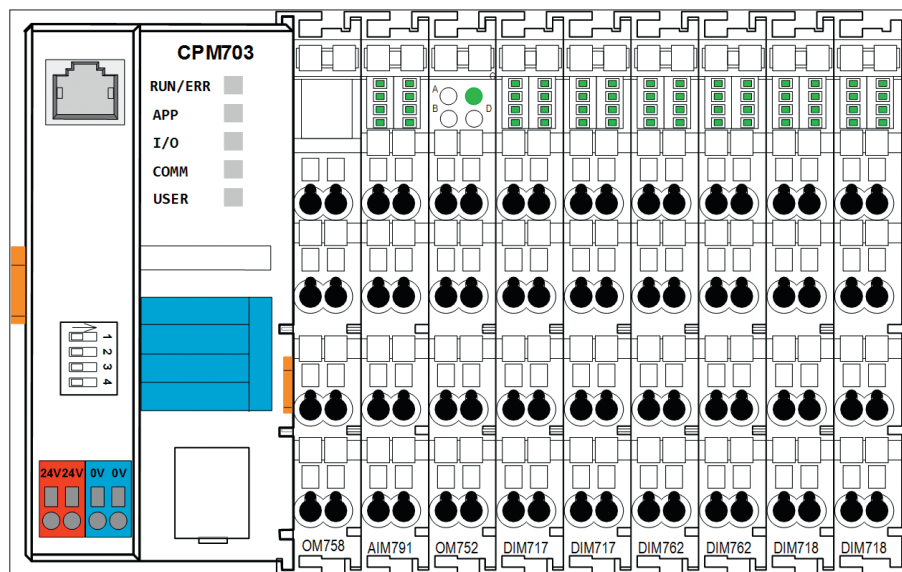 CPM703
RUN/ERR
APP
I/O
COMM
USER
A
B
C
D
1
2
3
4
24V 24V 0V 0V
OM758 AIM791 OM752 DIM717 DIM717 DIM762 DIM762 DIM718 DIM718